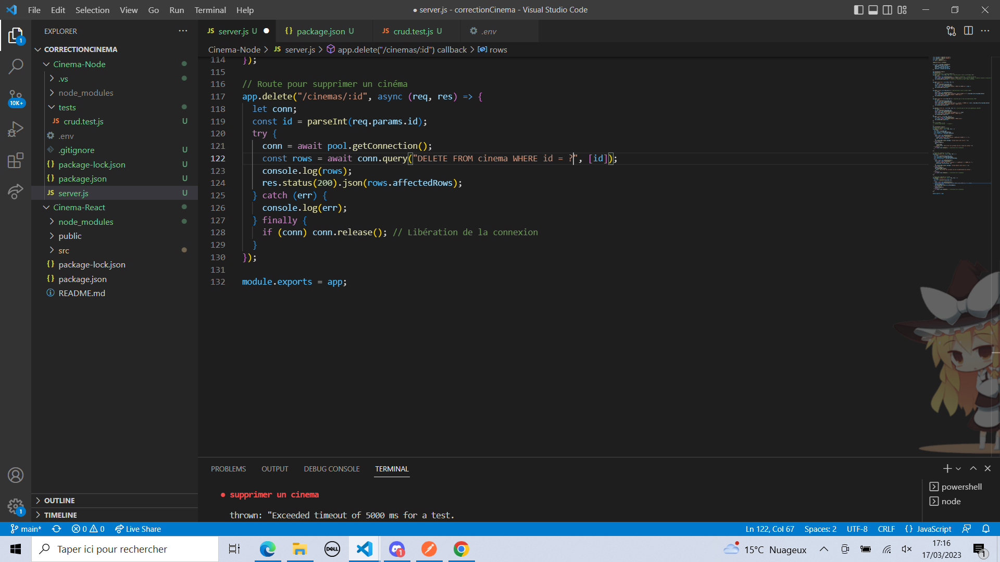 File Edit Selection View Go Run Terminal Help
● server.js - correctionCinema - Visual Studio Code
EXPLORER
CORRECTIONCINEMA
Cinema-Node
.vs
node_modules
tests
JS crud.test.js U
.env
.gitignore U
{} package-lock.json U
{} package.json U
JS server.js U
Cinema-React
node_modules
public
src
{} package-lock.json
{} package.json
README.md
OUTLINE
TIMELINE
1
10K+
1
JS server.js U ●
{} package.json U
JS crud.test.js U
.env
Cinema-Node > JS server.js > app.delete("/cinemas/:id") callback > rows
114 });
115
116 // Route pour supprimer un cinéma
117 app.delete("/cinemas/:id", async (req, res) => {
118 let conn;
119 const id = parseInt(req.params.id);
120 try {
121 conn = await pool.getConnection();
122 const rows = await conn.query("DELETE FROM cinema WHERE id = ?", [id]);
123 console.log(rows);
124 res.status(200).json(rows.affectedRows);
125 } catch (err) {
126 console.log(err);
127 } finally {
128 if (conn) conn.release(); // Libération de la connexion
129 }
130 });
131
132 module.exports = app;
PROBLEMS OUTPUT DEBUG CONSOLE TERMINAL
● supprimer un cinema
thrown: "Exceeded timeout of 5000 ms for a test.
powershell
node
main* 0 0 Live Share
Ln 122, Col 67 Spaces: 2 UTF-8 CRLF {} JavaScript
Taper ici pour rechercher
DELL
1
15°C Nuageux
17:16
17/03/2023
1